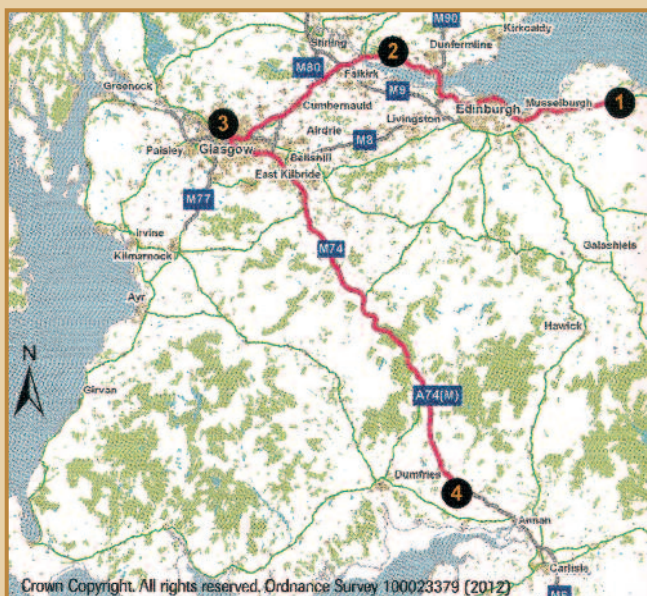 M90
Kirkcaldy
Stirling
2
Dunfermline
M80
Falkirk
Greenock
M9
1
Cumbernauld
Edinburgh
Musselburgh
3
Livingston
Airdrie
Paisley
Glasgow
M8
Bellshill
East Kilbride
M77
Irvine
M74
Galashiels
Kilmarnock
Ayr
Hawick
N
Girvan
A74(M)
Dumfries
4
Annan
Carlisle
Crown Copyright. All rights reserved. Ordnance Survey 100023379 (2012)